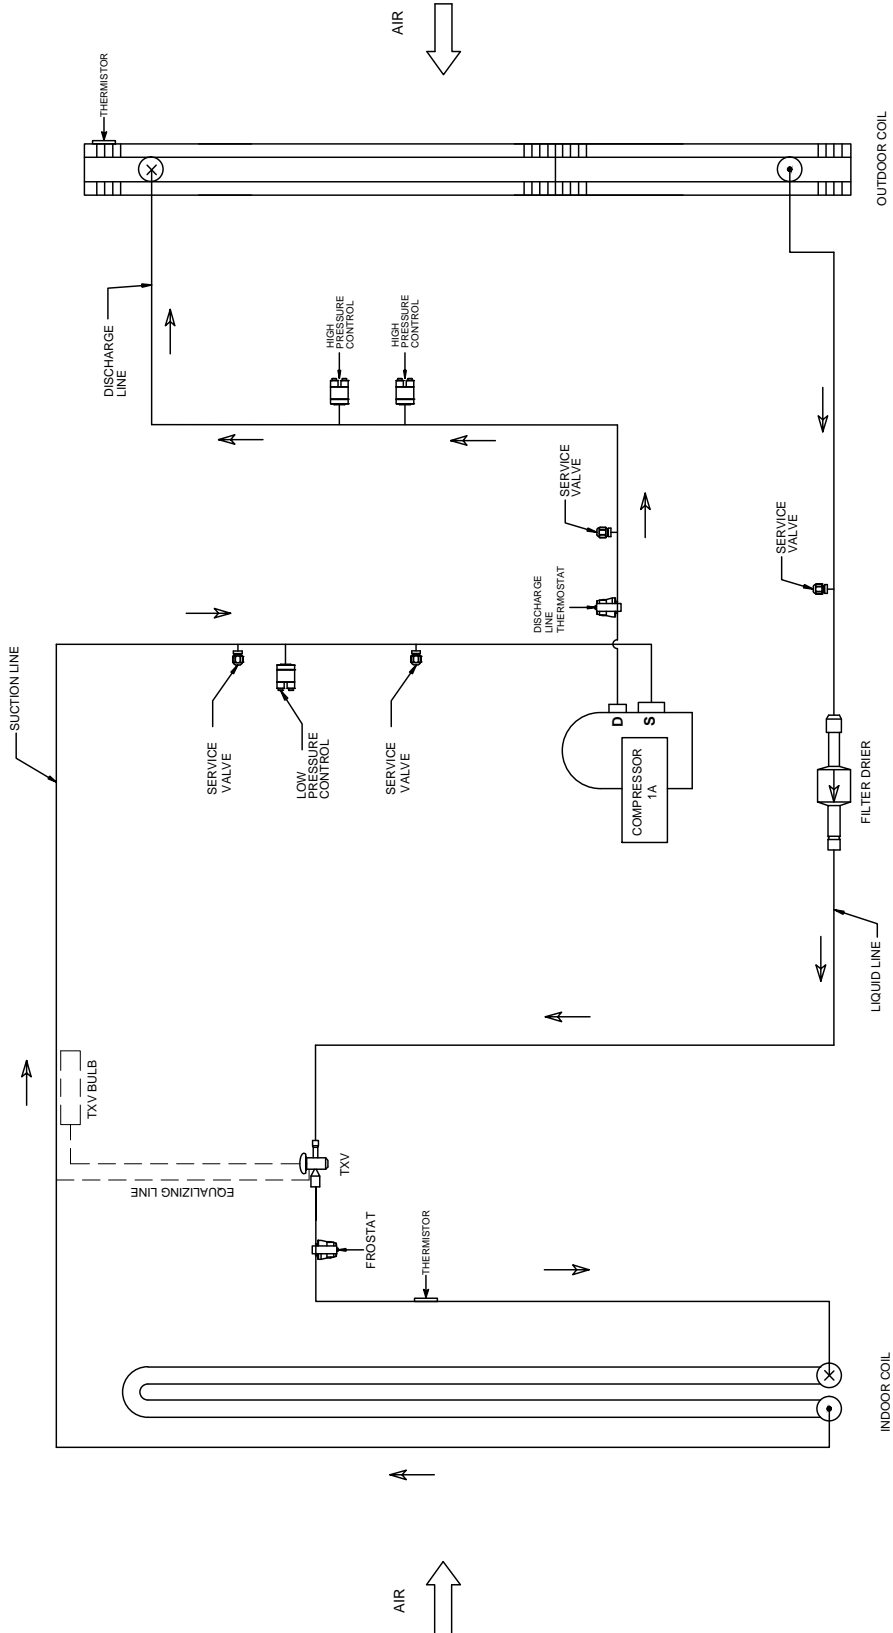 AIR
THERMISTOR
OUTDOOR COIL
DISCHARGE
LINE
HIGH
PRESSURE
CONTROL
HIGH
PRESSURE
CONTROL
SERVICE
VALVE
SERVICE
VALVE
DISCHARGE
LINE
THERMOSTAT
SUCTION LINE
SERVICE
VALVE
LOW
PRESSURE
CONTROL
SERVICE
VALVE
D
S
COMPRESSOR
1A
FILTER DRIER
LIQUID LINE
TXV BULB
EQUALIZING LINE
TXV
FROSTAT
THERMISTOR
INDOOR COIL
AIR